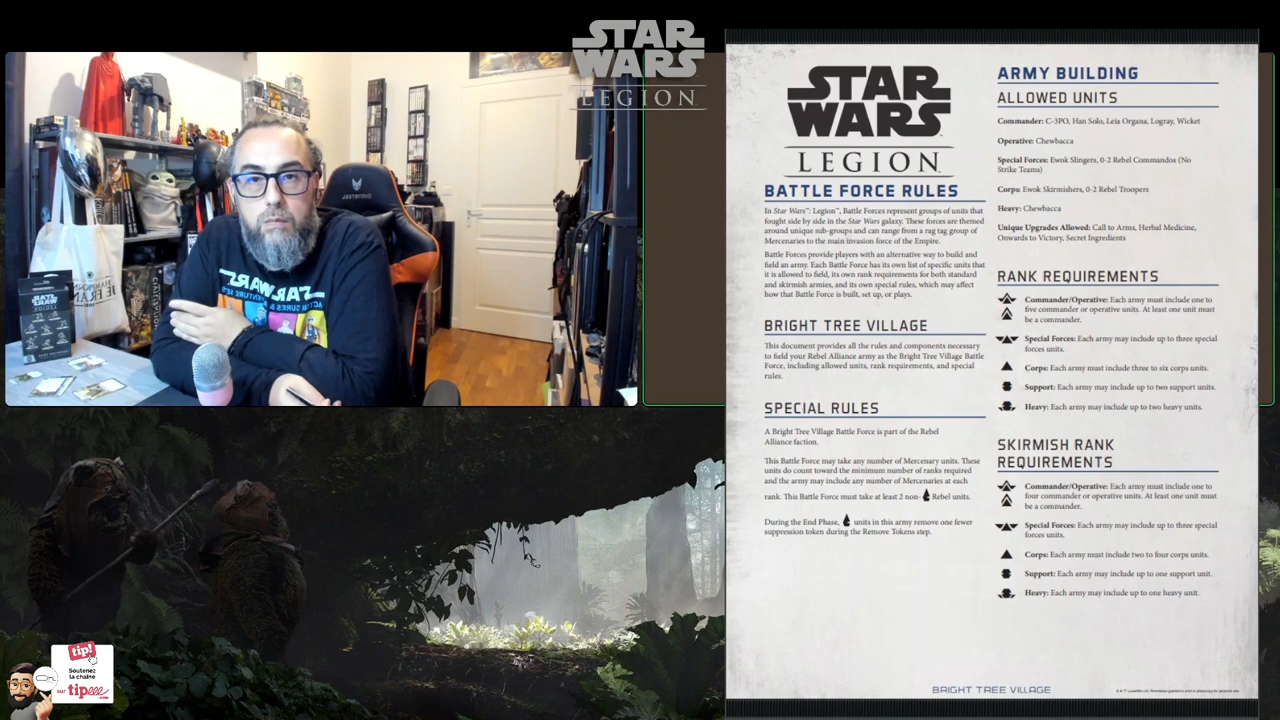 STAR
WARS
LEGION
STAR
WARS
LEGION
BATTLE FORCE RULES
In Star Wars™: Legion™, Battle Forces represent groups of units that
fought side by side in the Star Wars galaxy. These forces are themed
around unique sub-groups and can range from a rag tag group of
Mercenaries to the main invasion force of the Empire.
Battle Forces provide players with an alternative way to build and
field an army. Each Battle Force has its own list of specific units that
it is allowed to field, its own rank requirements for both standard
and skirmish armies, and its own special rules, which may affect
how that Battle Force is built, set up, or plays.
BRIGHT TREE VILLAGE
This document provides all the rules and components necessary
to field your Rebel Alliance army as the Bright Tree Village Battle
Force, including allowed units, rank requirements, and special
rules.
SPECIAL RULES
A Bright Tree Village Battle Force is part of the Rebel
Alliance faction.
This Battle Force may take any number of Mercenary units. These
units do count toward the minimum number of ranks required
and the army may include any number of Mercenaries at each
rank. This Battle Force must take at least 2 non- Rebel units.
During the End Phase, units in this army remove one fewer
suppression token during the Remove Tokens step.
ARMY BUILDING
ALLOWED UNITS
Commander: C-3PO, Han Solo, Leia Organa, Logray, Wicket
Operative: Chewbacca
Special Forces: Ewok Slingers, 0-2 Rebel Commandos (No
Strike Teams)
Corps: Ewok Skirmishers, 0-2 Rebel Troopers
Heavy: Chewbacca
Unique Upgrades Allowed: Call to Arms, Herbal Medicine,
Onwards to Victory, Secret Ingredients
RANK REQUIREMENTS
Commander/Operative: Each army must include one to
five commander or operative units. At least one unit must
be a commander.
Special Forces: Each army may include up to three special
forces units.
Corps: Each army must include three to six corps units.
Support: Each army may include up to two support units.
Heavy: Each army may include up to two heavy units.
SKIRMISH RANK
REQUIREMENTS
Commander/Operative: Each army must include one to
four commander or operative units. At least one unit must
be a commander.
Special Forces: Each army may include up to three special
forces units.
Corps: Each army must include two to four corps units.
Support: Each army may include up to one support unit.
Heavy: Each army may include up to one heavy unit.
BRIGHT TREE VILLAGE
tip!
Soutenez
la chaîne
sur tipeee